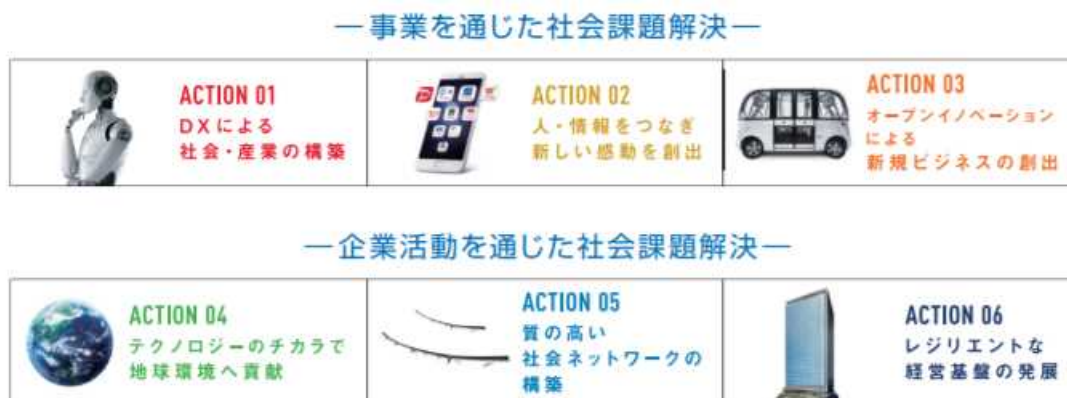 ―事業を通じた社会課題解決―
ACTION 01
DXによる
社会・産業の構築
ACTION 02
人・情報をつなぎ
新しい感動を創出
ACTION 03
オープンイノベーション
による
新規ビジネスの創出
―企業活動を通じた社会課題解決―
ACTION 04
テクノロジーのチカラで
地球環境へ貢献
ACTION 05
質の高い
社会ネットワークの
構築
ACTION 06
レジリエントな
経営基盤の発展